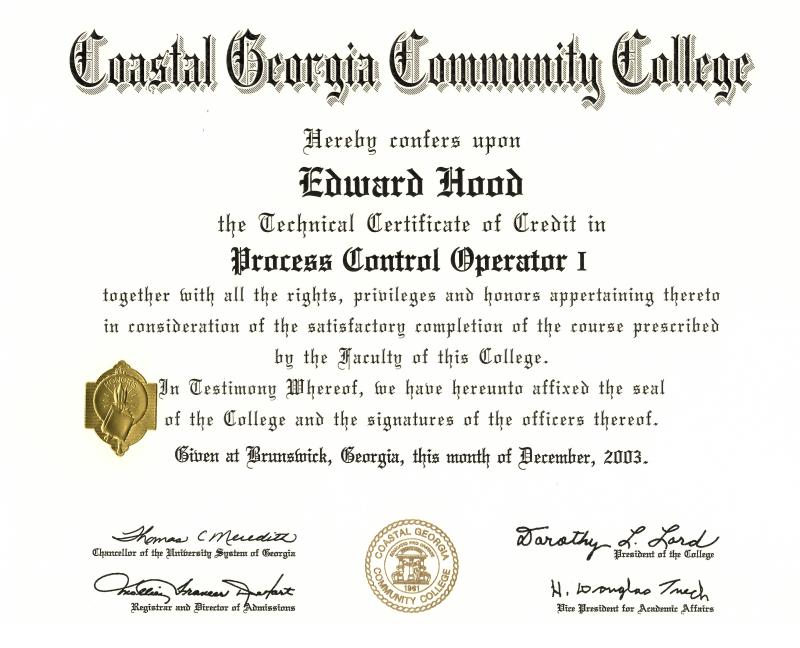 Coastal Georgia Community College
Hereby confers upon
Edward Hood
the Technical Certificate of Credit in
Process Control Operator I
together with all the rights, privileges and honors appertaining thereto
in consideration of the satisfactory completion of the course prescribed
by the Faculty of this College.
In Testimony Whereof, we have hereunto affixed the seal
of the College and the signatures of the officers thereof.
HONORS
Given at Brunswick, Georgia, this month of December, 2003.
Thomas C Meredith
Chancellor of the University System of Georgia
Dorothy L. Lord
President of the College
COASTAL GEORGIA
COMMUNITY COLLEGE
1961
Registrar and Director of Admissions
H. Douglas
Vice President for Academic Affairs